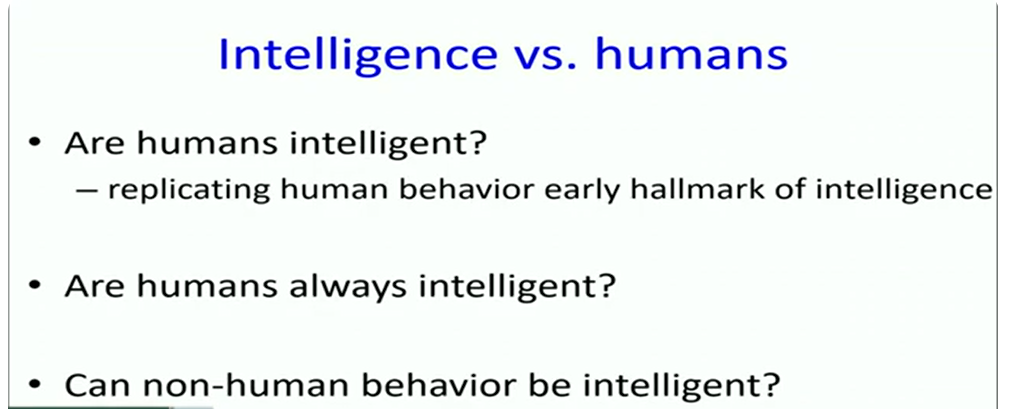 Intelligence vs. humans
• Are humans intelligent?
– replicating human behavior early hallmark of intelligence
• Are humans always intelligent?
• Can non-human behavior be intelligent?